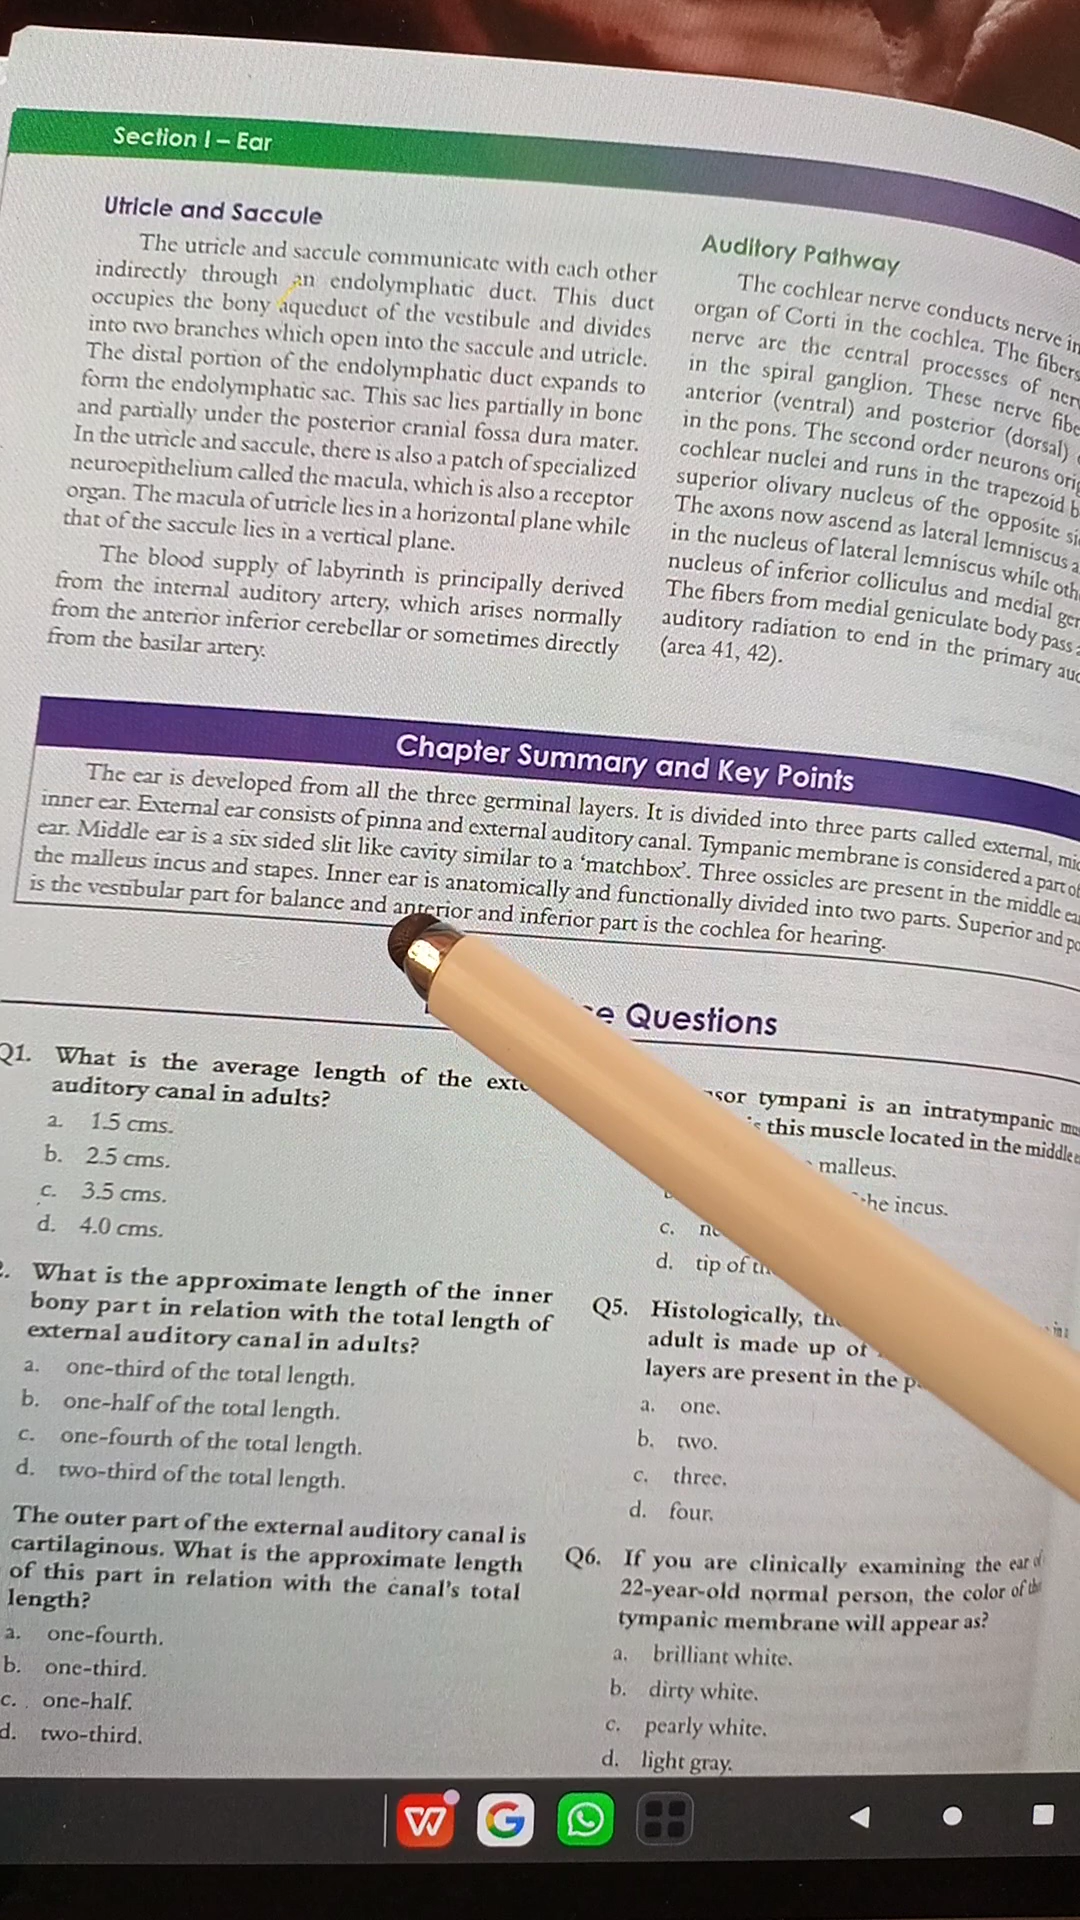 Section I – Ear
Utricle and Saccule
The utricle and saccule communicate with each other
indirectly through an endolymphatic duct. This duct
occupies the bony aqueduct of the vestibule and divides
into two branches which open into the saccule and utricle.
The distal portion of the endolymphatic duct expands to
form the endolymphatic sac. This sac lies partially in bone
and partially under the posterior cranial fossa dura mater.
In the utricle and saccule, there is also a patch of specialized
neuroepithelium called the macula, which is also a receptor
organ. The macula of utricle lies in a horizontal plane while
that of the saccule lies in a vertical plane.
The blood supply of labyrinth is principally derived
from the internal auditory artery, which arises normally
from the anterior inferior cerebellar or sometimes directly
from the basilar artery.
Auditory Pathway
The cochlear nerve conducts nerve
organ of Corti in the cochlea. The fibers
nerve are the central processes of
in the spiral ganglion. These nerve
anterior (ventral) and posterior (dorsal)
in the pons. The second order neurons
cochlear nuclei and runs in the trapezoid
superior olivary nucleus of the opposite
The axons now ascend as lateral lemniscus
in the nucleus of lateral lemniscus while
nucleus of inferior colliculus and medial
The fibers from medial geniculate body pass
auditory radiation to end in the primary
(area 41, 42).
Chapter Summary and Key Points
The ear is developed from all the three germinal layers. It is divided into three parts called external,
inner ear. External ear consists of pinna and external auditory canal. Tympanic membrane is considered a part of
ear. Middle ear is a six sided slit like cavity similar to a ‘matchbox’. Three ossicles are present in the middle ear
the malleus incus and stapes. Inner ear is anatomically and functionally divided into two parts. Superior and
is the vestibular part for balance and anterior and inferior part is the cochlea for hearing.
Questions
Q1. What is the average length of the
auditory canal in adults?
a. 1.5 cms.
b. 2.5 cms.
c. 3.5 cms.
d. 4.0 cms.
What is the approximate length of the inner
bony part in relation with the total length of
external auditory canal in adults?
a. one-third of the total length.
b. one-half of the total length.
c. one-fourth of the total length.
d. two-third of the total length.
The outer part of the external auditory canal is
cartilaginous. What is the approximate length
of this part in relation with the canal's total
length?
a. one-fourth.
b. one-third.
c. one-half.
d. two-third.
tympani is an intratympanic
this muscle located in the middle
malleus.
the incus.
c.
d. tip of
Q5. Histologically,
adult is made up of
layers are present in the
a. one.
b. two.
c. three.
d. four.
Q6. If you are clinically examining the ear of
22-year-old normal person, the color of the
tympanic membrane will appear as?
a. brilliant white.
b. dirty white.
c. pearly white.
d. light gray.